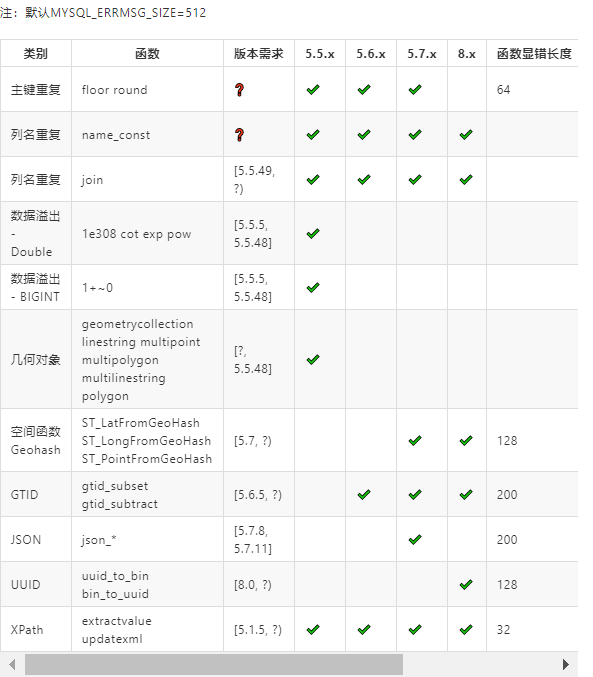 注：默认MYSQL_ERRMSG_SIZE=512
类别 函数 版本需求 5.5.x 5.6.x 5.7.x 8.x 函数显错长度
主键重复 floor round ❓ ✔ ✔ ✔ 64
列名重复 name_const ❓ ✔ ✔ ✔ ✔
列名重复 join [5.5.49, ?) ✔ ✔ ✔ ✔
数据溢出
-
Double
1e308 cot exp pow
[5.5.5,
5.5.48]
✔
数据溢出
- BIGINT
1+~0
[5.5.5,
5.5.48]
✔
几何对象
geometrycollection
linestring multipoint
multipolygon
multilinestring
polygon
[?,
5.5.48]
✔
空间函数
Geohash
ST_LatFromGeoHash
ST_LongFromGeoHash
ST_PointFromGeoHash
[5.7, ?)
✔ ✔ 128
GTID
gtid_subset
gtid_subtract
[5.6.5, ?)
✔ ✔ ✔ 200
JSON
json_*
[5.7.8,
5.7.11]
✔ 200
UUID
uuid_to_bin
bin_to_uuid
[8.0, ?)
✔ 128
XPath
extractvalue
updatexml
[5.1.5, ?)
✔ ✔ ✔ ✔ 32